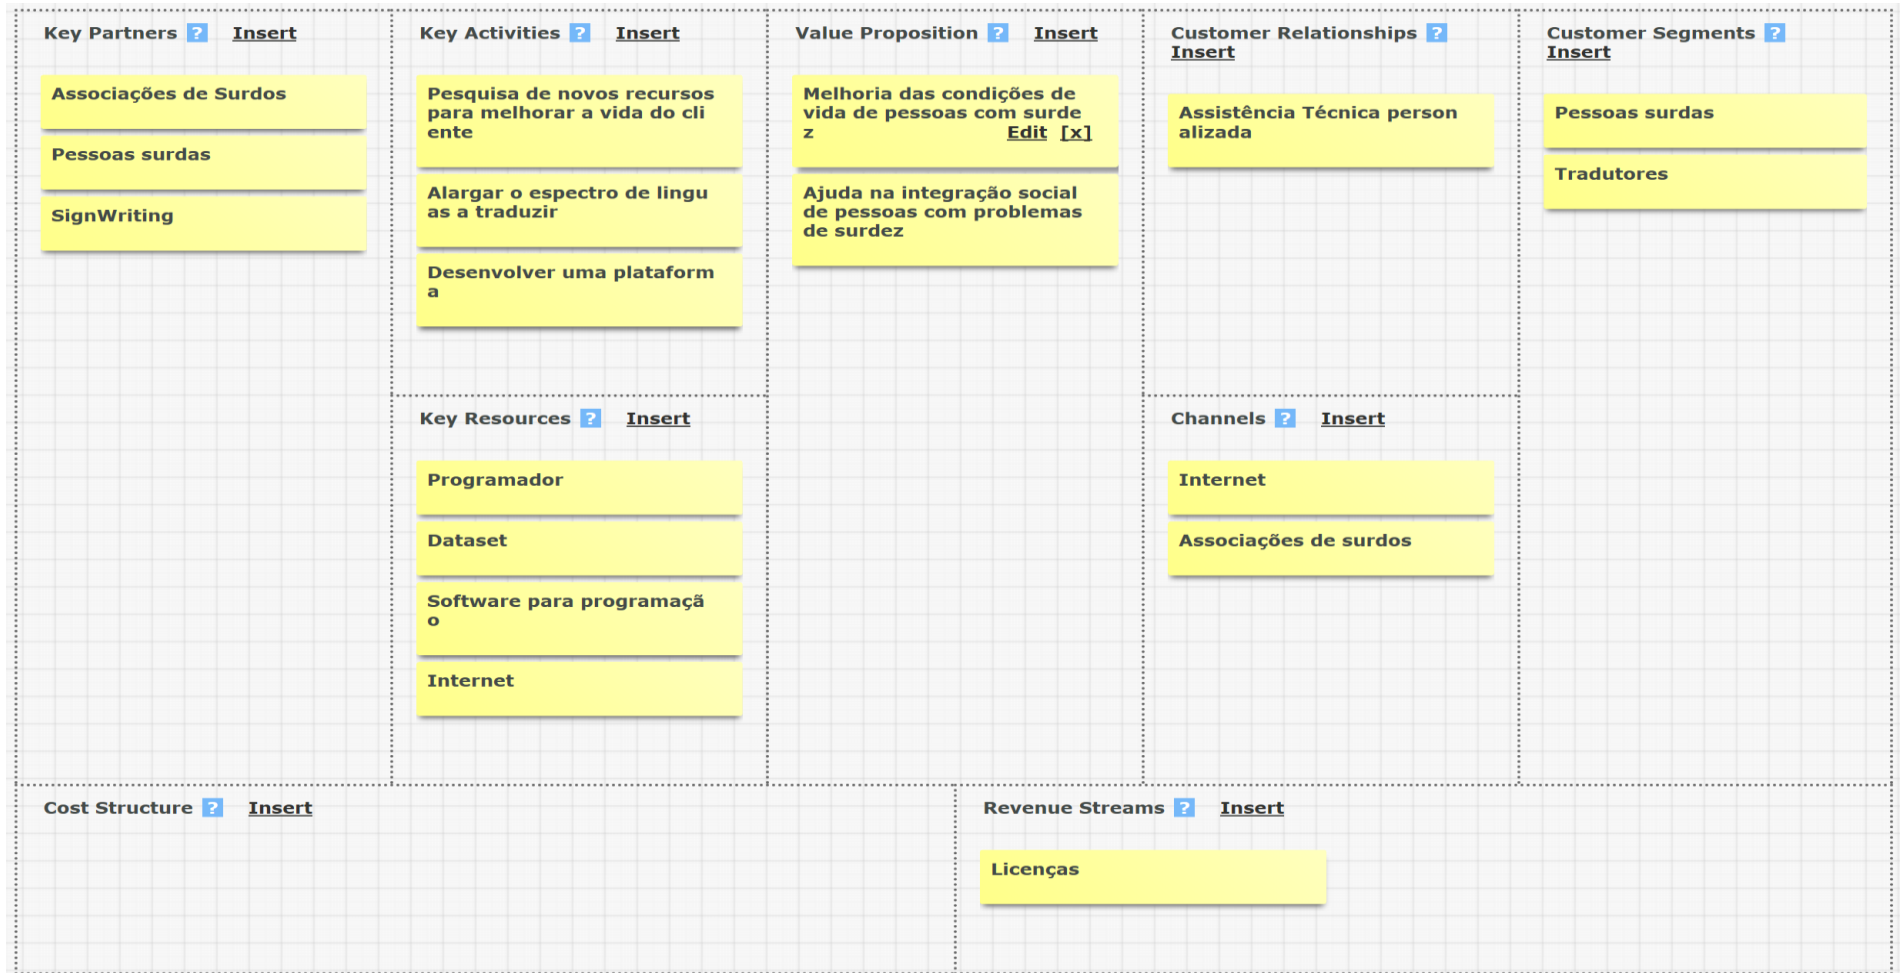 Key Partners ? Insert
Associações de Surdos
Pessoas surdas
SignWriting
Key Activities ? Insert
Pesquisa de novos recursos
para melhorar a vida do cli
ente
Alargar o espectro de lingu
as a traduzir
Desenvolver uma plataform
a
Key Resources ? Insert
Programador
Dataset
Software para programaçã
o
Internet
Value Proposition ? Insert
Melhoria das condições de
vida de pessoas com surde
z Edit [x]
Ajuda na integração social
de pessoas com problemas
de surdez
Customer Relationships ?
Insert
Assistência Técnica person
alizada
Channels ? Insert
Internet
Associações de surdos
Customer Segments ?
Insert
Pessoas surdas
Tradutores
Cost Structure ? Insert
Revenue Streams ? Insert
Licenças